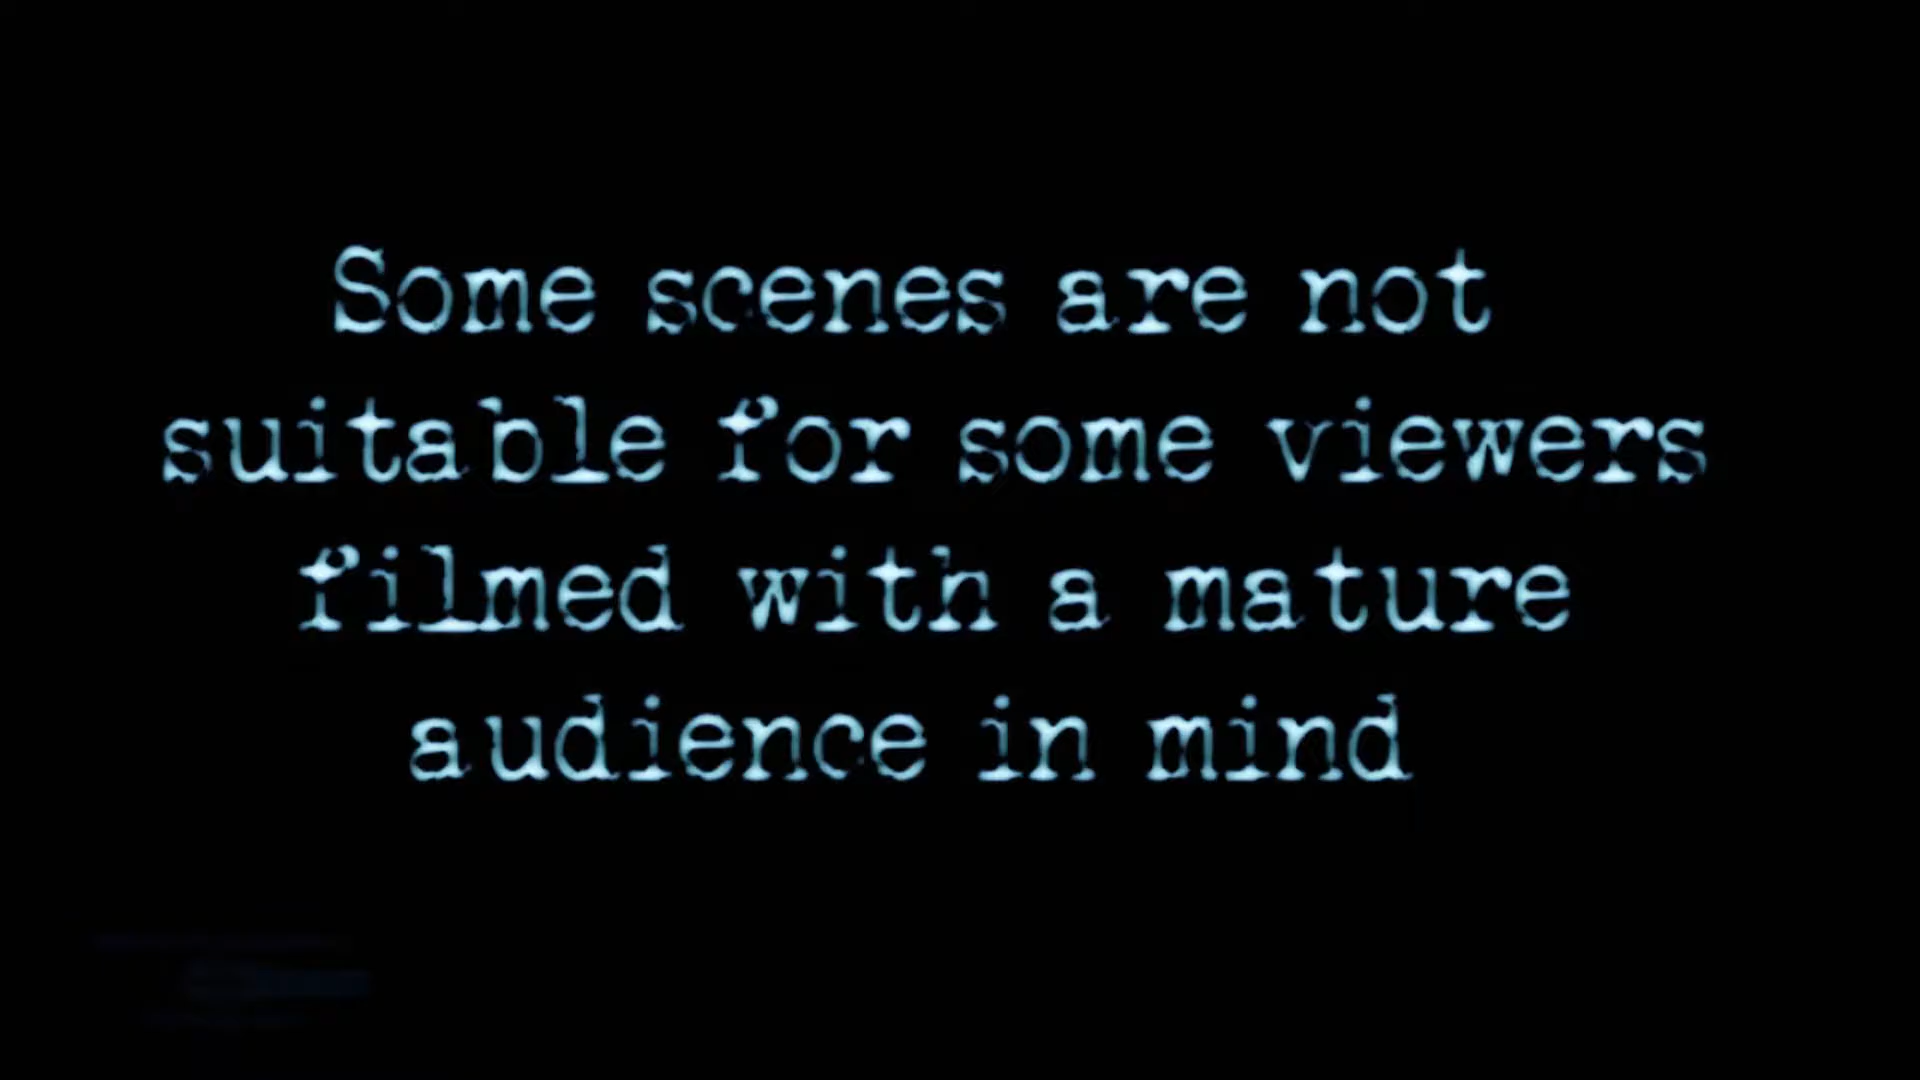 Some scenes are not
suitable for some viewers
filmed with a mature
audience in mind